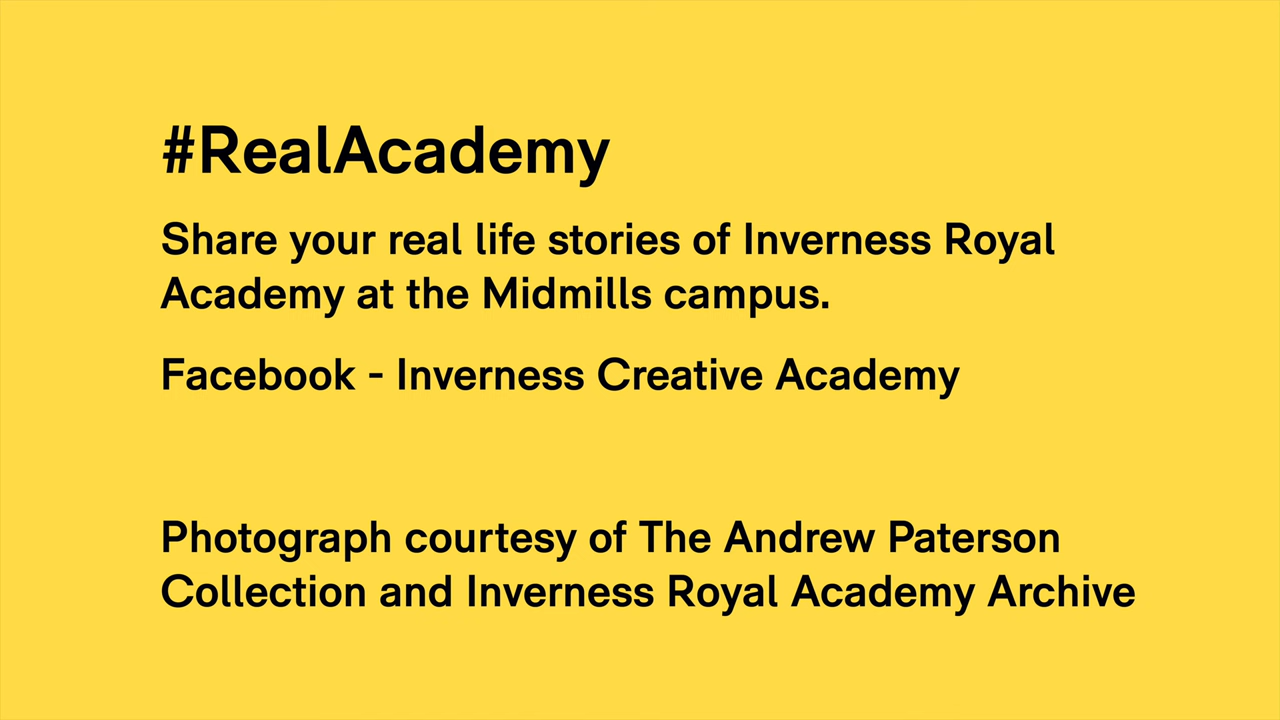 #RealAcademy
Share your real life stories of Inverness Royal
Academy at the Midmills campus.
Facebook - Inverness Creative Academy
Photograph courtesy of The Andrew Paterson
Collection and Inverness Royal Academy Archive